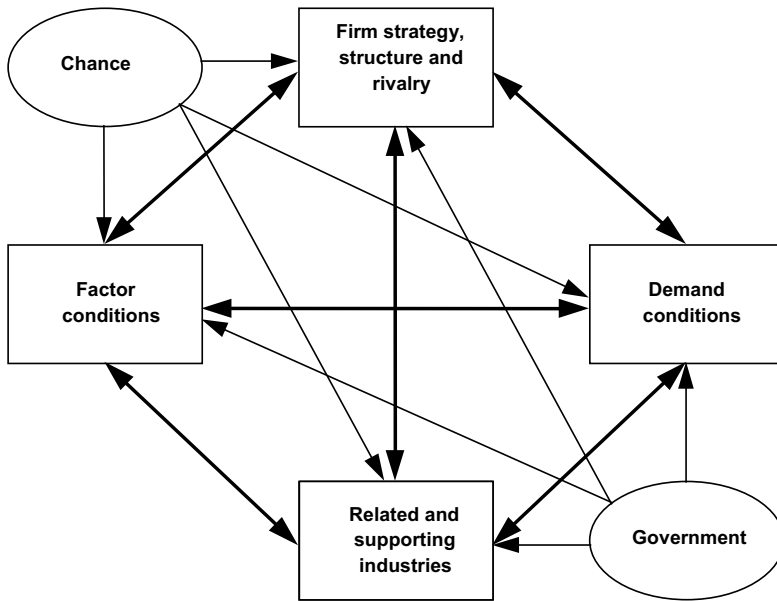 Chance
Firm strategy,
structure and
rivalry
Factor
conditions
Demand
conditions
Related and
supporting
industries
Government